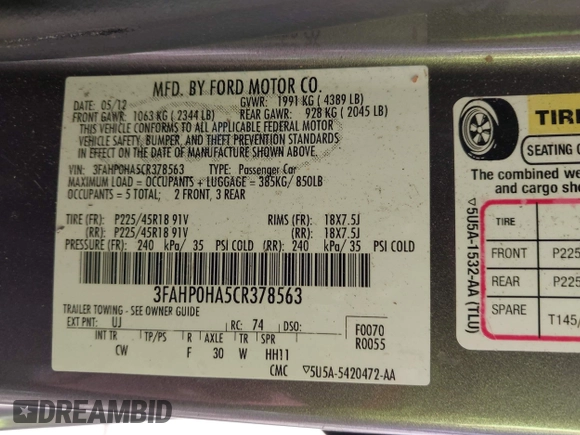 MFD. BY FORD MOTOR CO.
DATE: 05/12 GVWR: 1991 KG ( 4389 LB)
FRONT GAWR: 1063 KG ( 2344 LB) REAR GAWR: 928 KG ( 2045 LB)
THIS VEHICLE CONFORMS TO ALL APPLICABLE FEDERAL MOTOR
VEHICLE SAFETY, BUMPER, AND THEFT PREVENTION STANDARDS
IN EFFECT ON THE DATE OF MANUFACTURE SHOWN ABOVE.
VIN: 3FAHP0HA5CR378563 TYPE: Passenger Car
MAXIMUM LOAD = OCCUPANTS + LUGGAGE = 385KG/ 850LB
OCCUPANTS = 5 TOTAL; 2 FRONT, 3 REAR
TIRE (FR): P225/45R18 91V RIMS (FR): 18X7.5J
(RR): P225/45R18 91V (RR): 18X7.5J
PRESSURE (FR): 240 kPa/ 35 PSI COLD (RR): 240 kPa/ 35 PSI COLD
3FAHP0HA5CR378563
TRAILER TOWING - SEE OWNER GUIDE
EXT PNT: UJ RC: 74 DSO: F0070
R0055
INT TR TP/PS R AXLE TR SPR
CW F 30 W HH11
CMC ▽5U5A-5420472-AA
▽5U5A-1532-AA (TLU)
TIRE
SEATING
The combined we
and cargo sho
TIRE
FRONT P225
REAR P225
SPARE T145/
DREAMBID